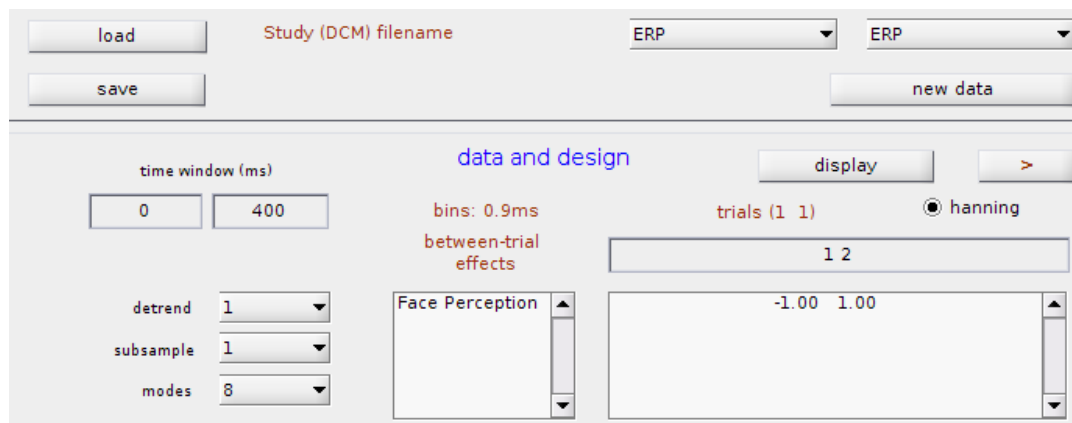 load Study (DCM) filename ERP ERP
save new data
data and design
time window (ms) display >
0 400 bins: 0.9ms trials (1 1) hanning
between-trial
effects
1 2
detrend 1 Face Perception -1.00 1.00
subsample 1
modes 8